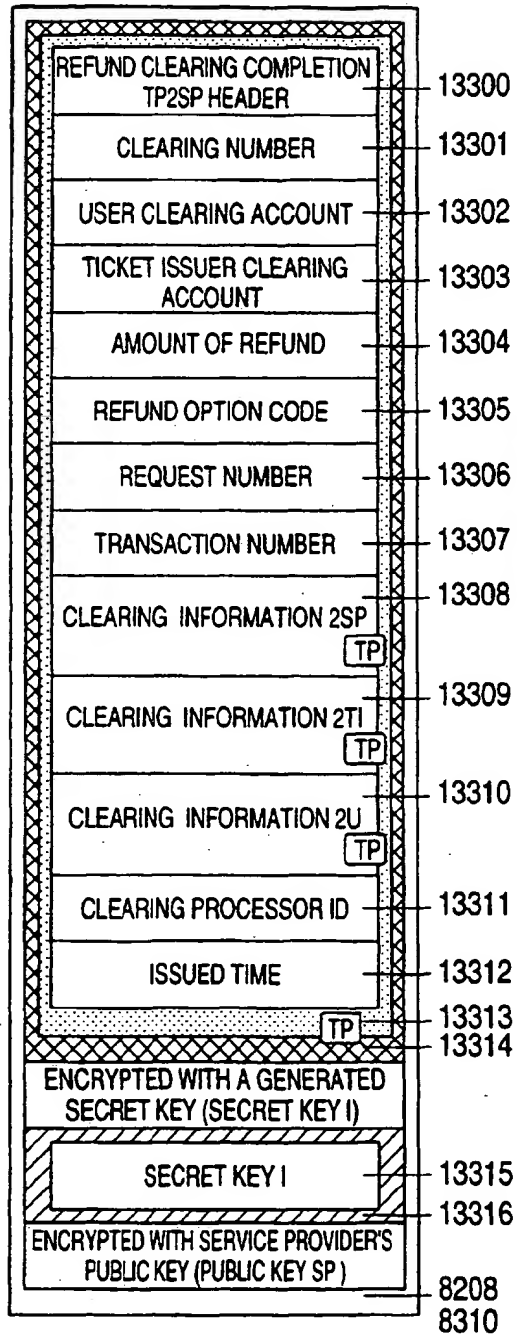 REFUND CLEARING COMPLETION
TP2SP HEADER
13300
CLEARING NUMBER
13301
USER CLEARING ACCOUNT
13302
TICKET ISSUER CLEARING
ACCOUNT
13303
AMOUNT OF REFUND
13304
REFUND OPTION CODE
13305
REQUEST NUMBER
13306
TRANSACTION NUMBER
13307
13308
CLEARING INFORMATION 2SP
TP
13309
CLEARING INFORMATION 2TI
TP
13310
CLEARING INFORMATION 2U
TP
CLEARING PROCESSOR ID
13311
ISSUED TIME
13312
TP
13313
13314
ENCRYPTED WITH A GENERATED
SECRET KEY (SECRET KEY I)
SECRET KEY I
13315
13316
ENCRYPTED WITH SERVICE PROVIDER'S
PUBLIC KEY (PUBLIC KEY SP )
8208
8310